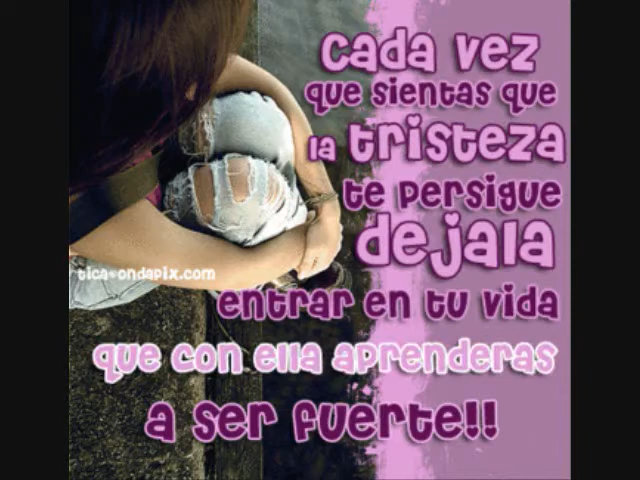 cada vez
que sientas que
la tristeza
te persigue
dejala
tica-ondapix.com
entrar en tu vida
que con ella aprenderas
a ser fuerte!!